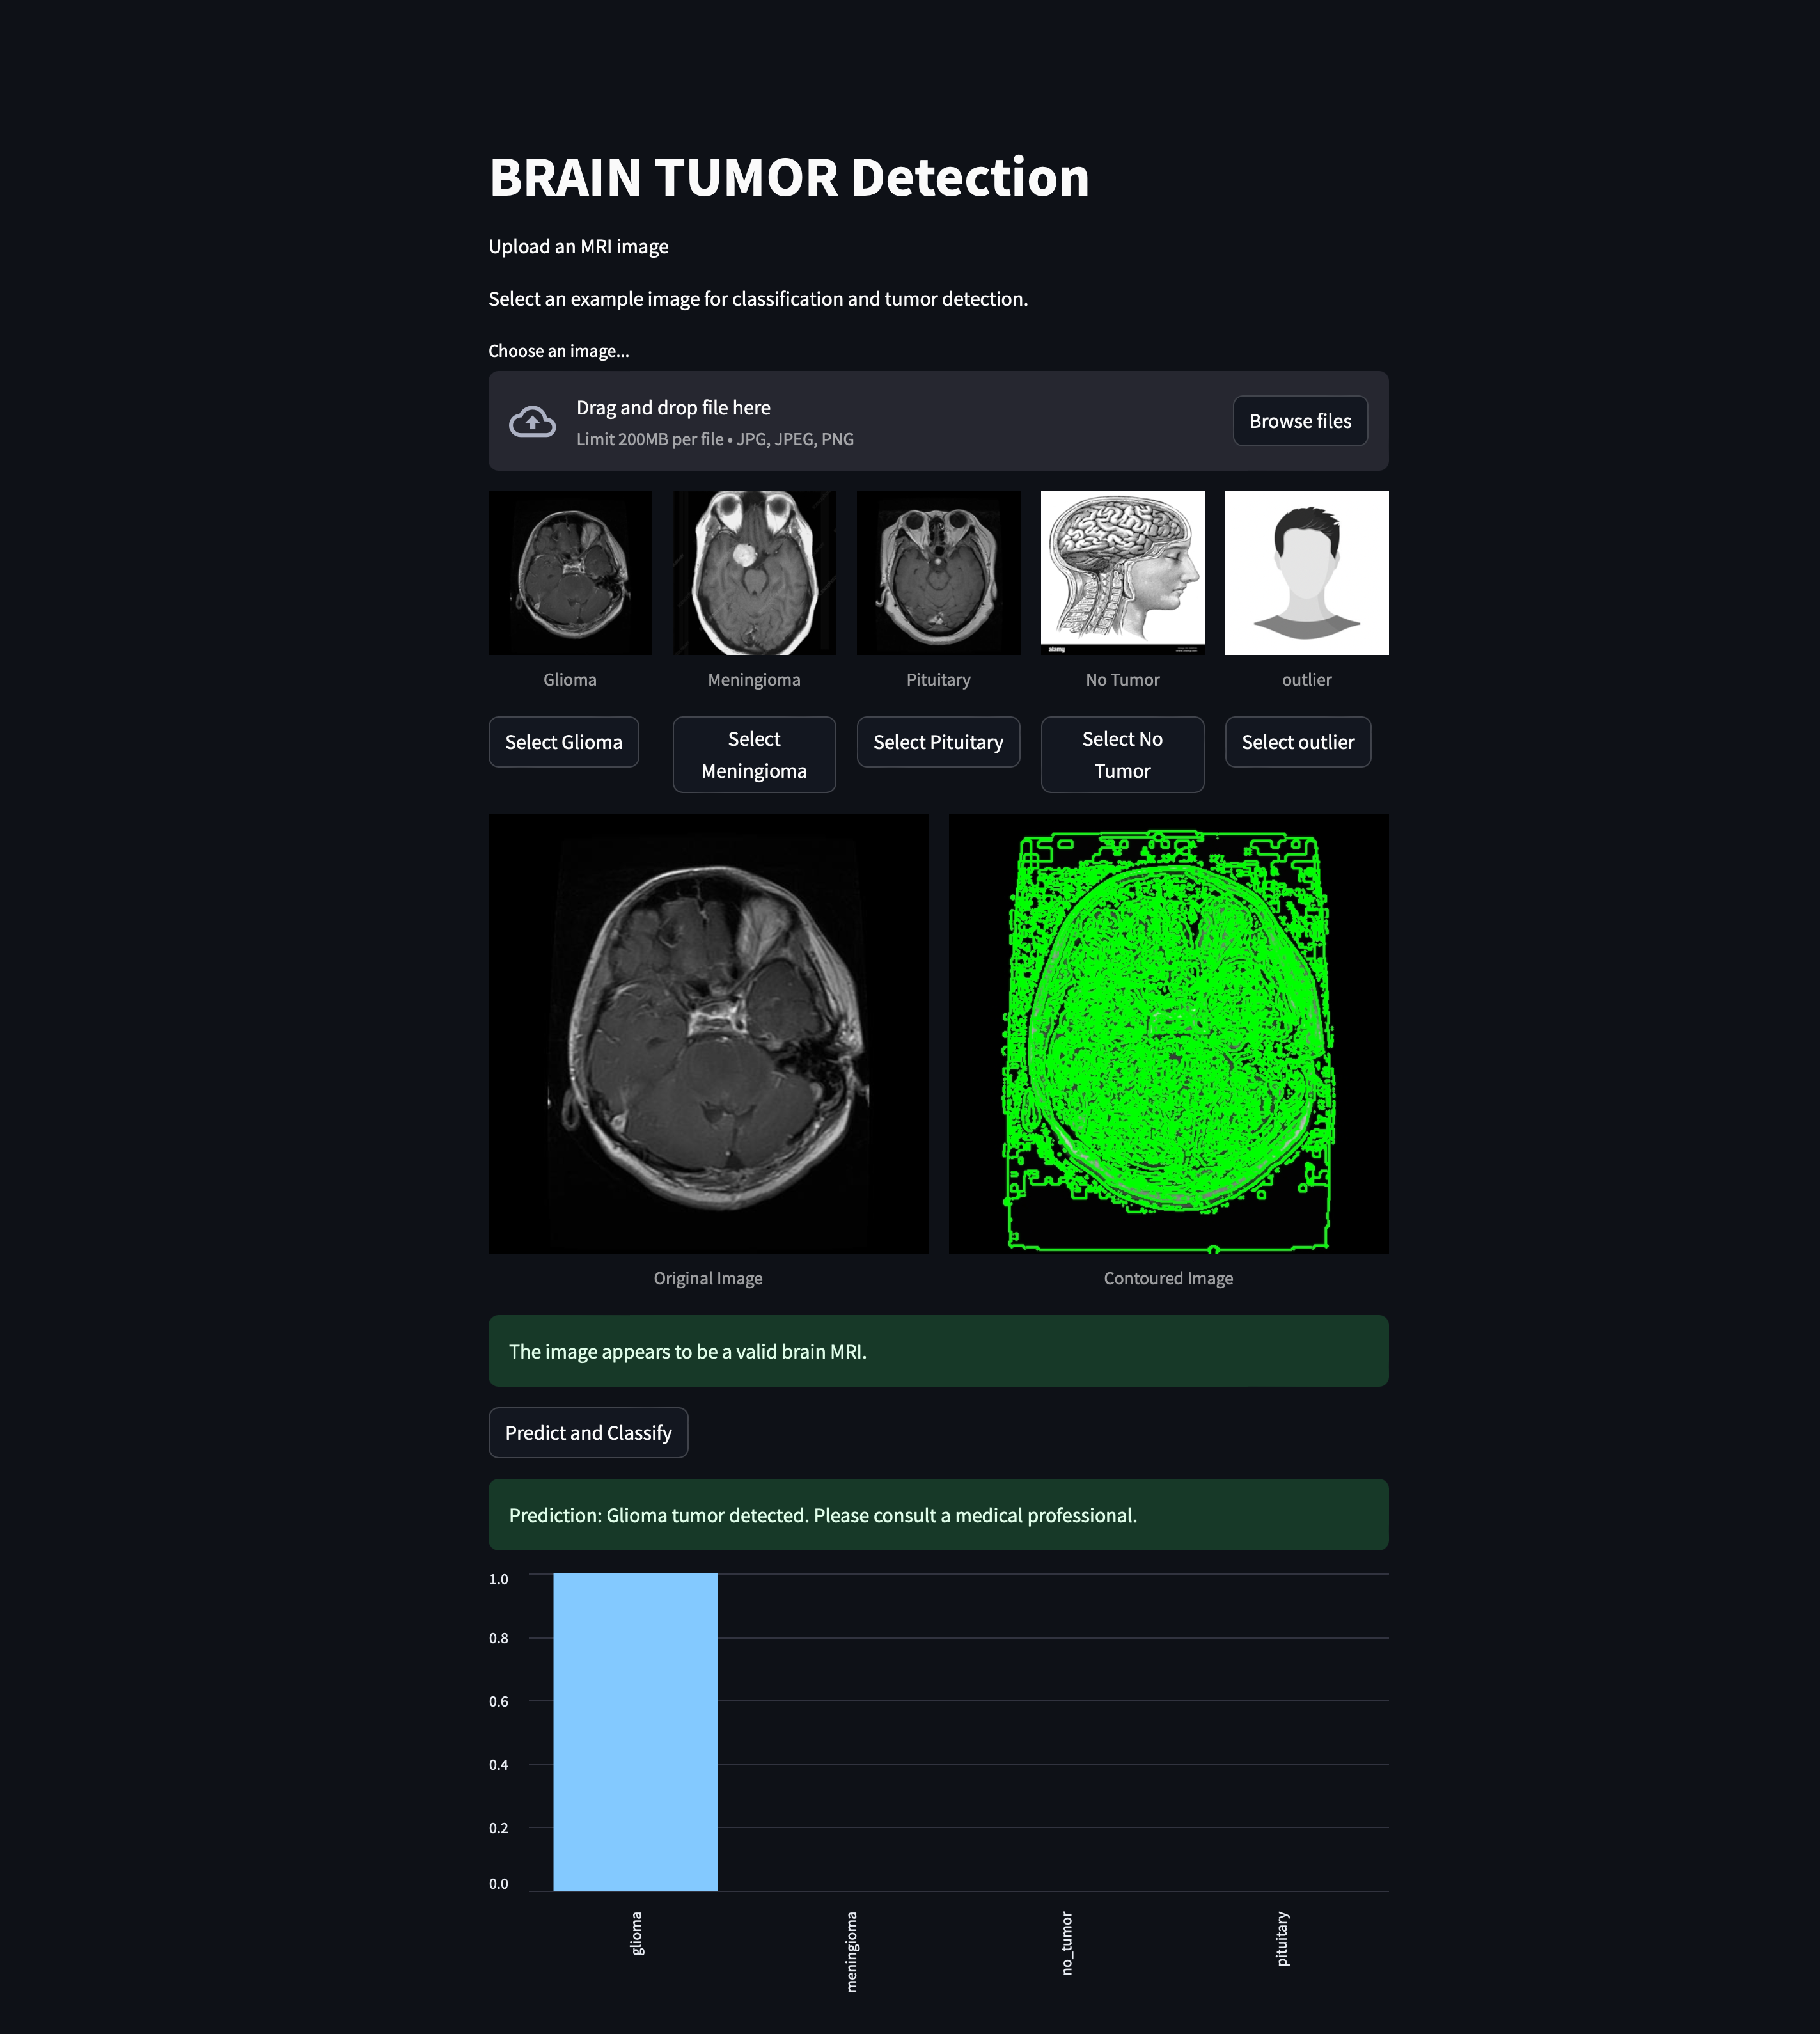 BRAIN TUMOR Detection
Upload an MRI image
Select an example image for classification and tumor detection.
Choose an image...
Drag and drop file here
Limit 200MB per file • JPG, JPEG, PNG
Browse files
alamy
Glioma
Meningioma
Pituitary
No Tumor
outlier
Select Glioma
Select
Meningioma
Select Pituitary
Select No
Tumor
Select outlier
Original Image
Contoured Image
The image appears to be a valid brain MRI.
Predict and Classify
Prediction: Glioma tumor detected. Please consult a medical professional.
1.0
0.8
0.6
0.4
0.2
0.0
glioma
meningioma
no_tumor
pituitary